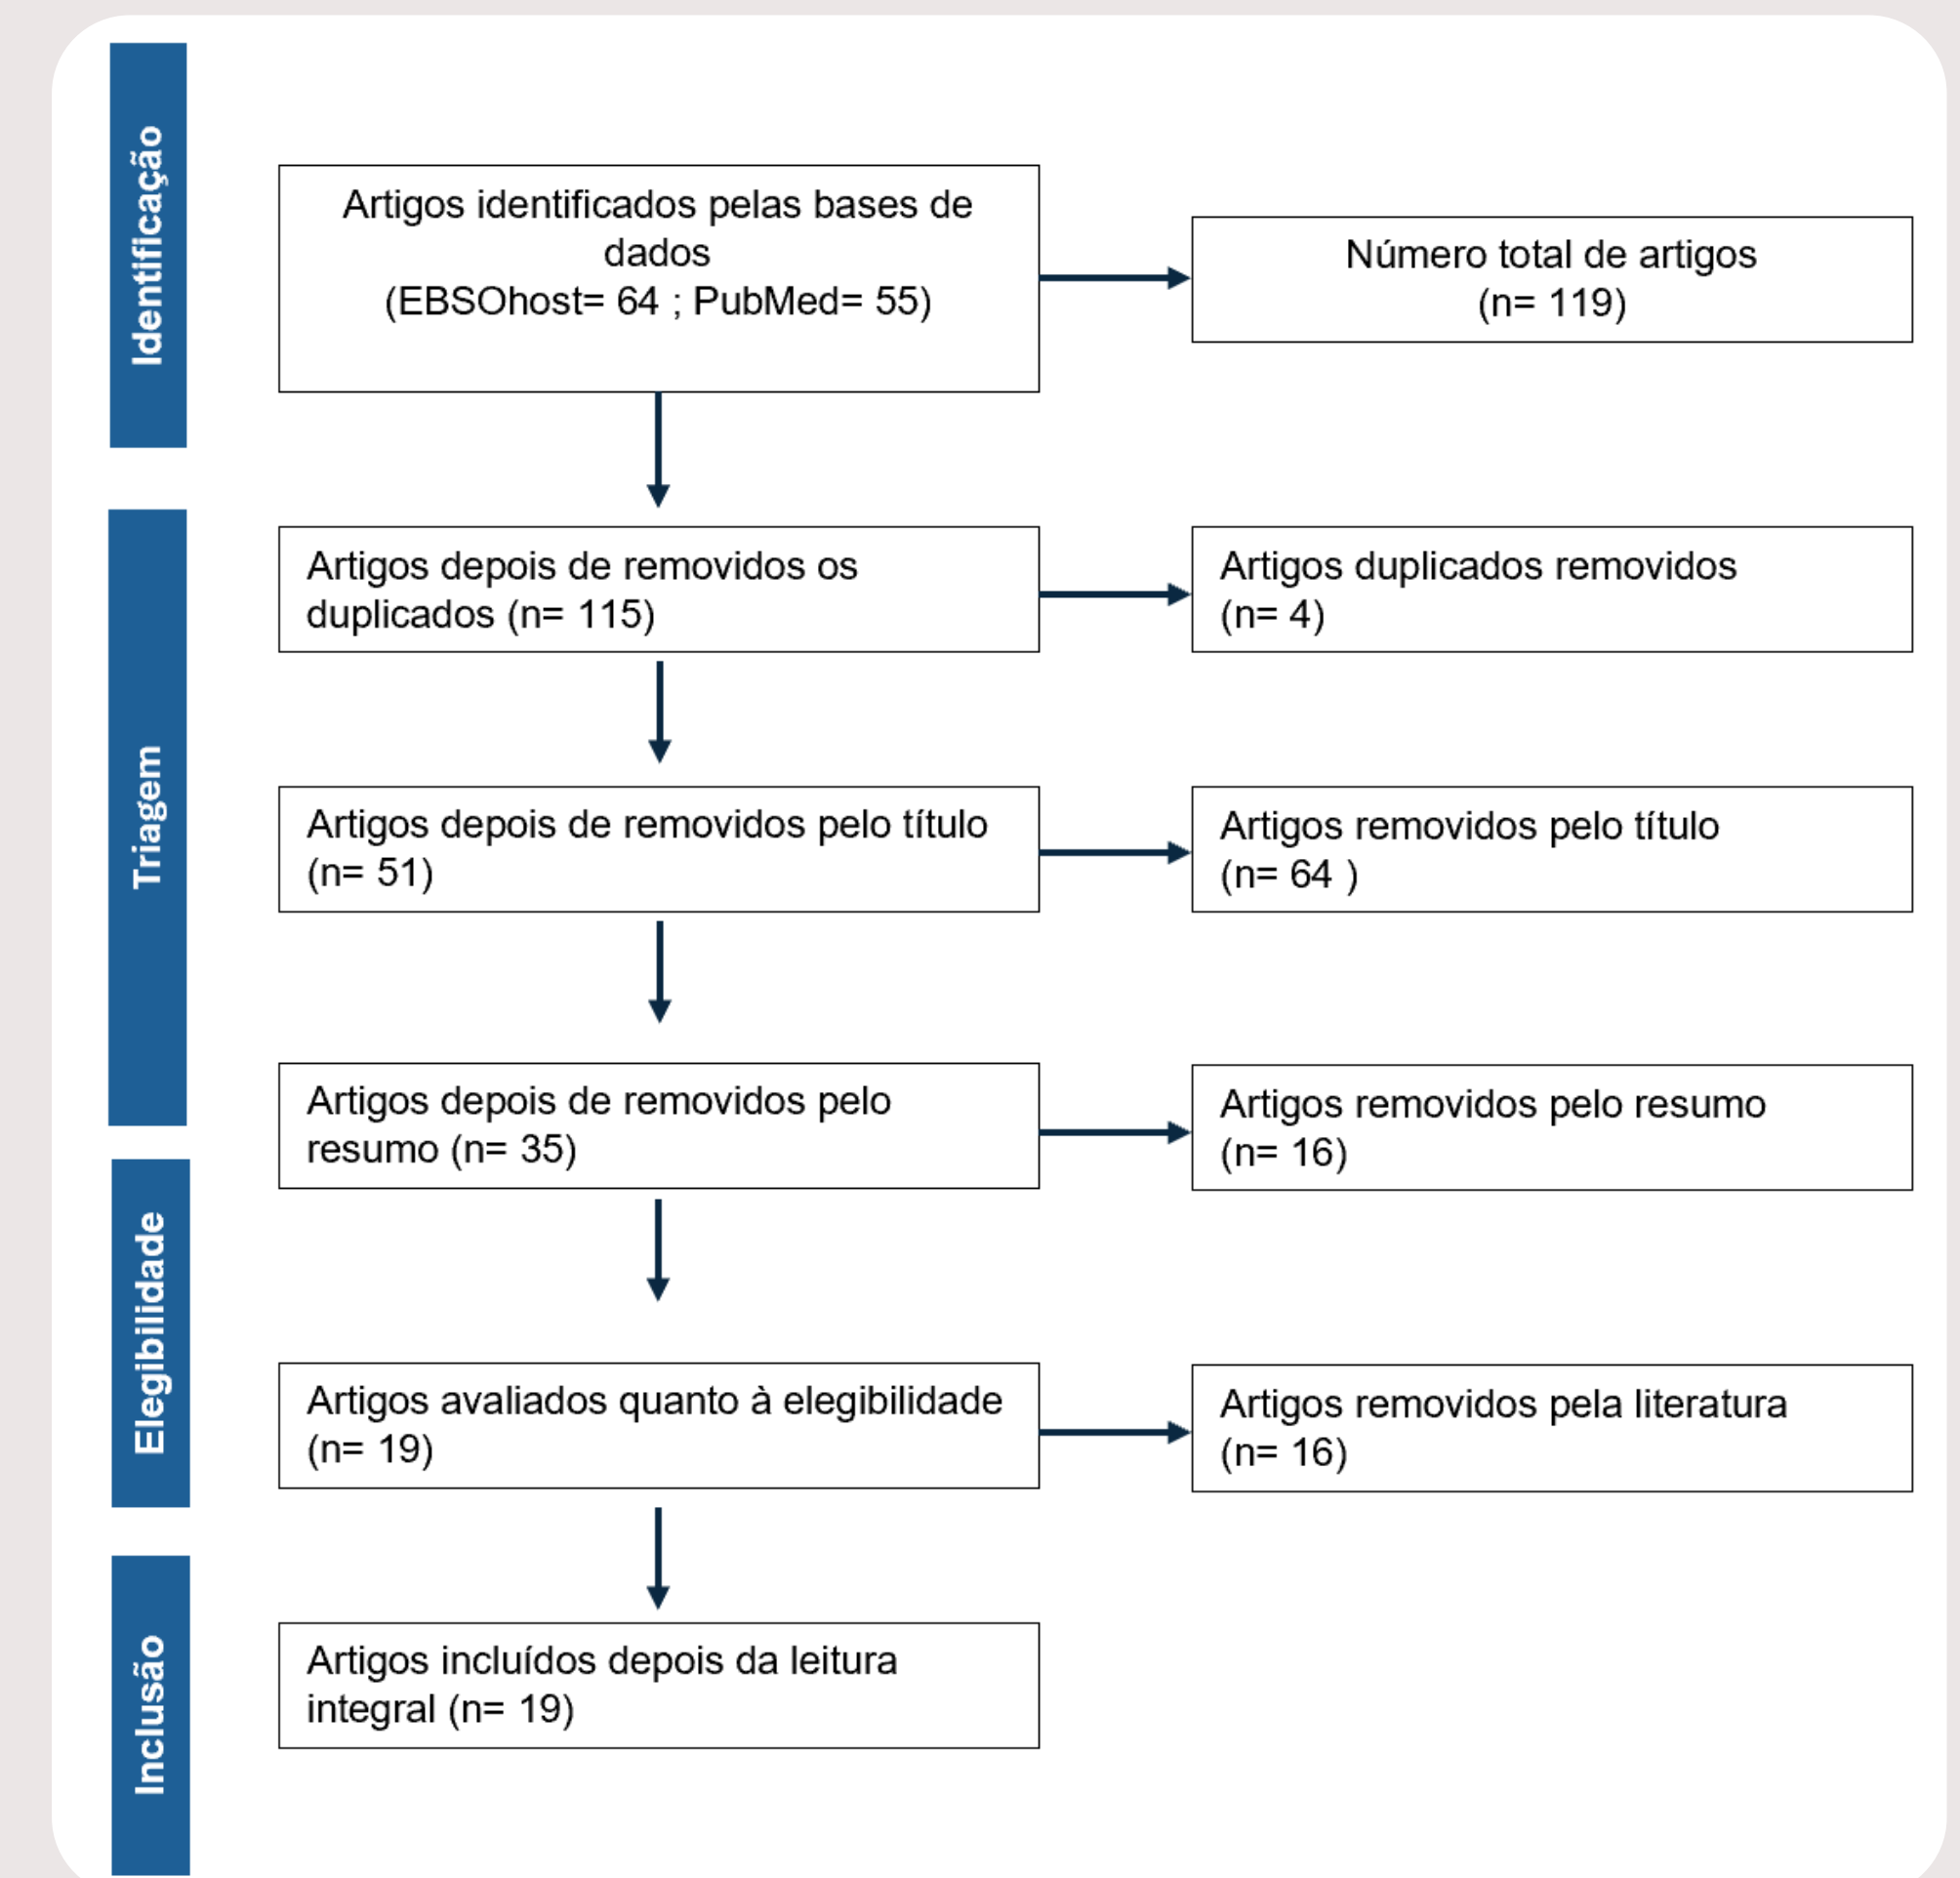 Identificação
Artigos identificados pelas bases de
dados
(EBSOhost= 64 ; PubMed= 55)
Número total de artigos
(n= 119)
Triagem
Artigos depois de removidos os
duplicados (n= 115)
Artigos duplicados removidos
(n= 4)
Artigos depois de removidos pelo título
(n= 51)
Artigos removidos pelo título
(n= 64 )
Artigos depois de removidos pelo
resumo (n= 35)
Artigos removidos pelo resumo
(n= 16)
Elegibilidade
Artigos avaliados quanto à elegibilidade
(n= 19)
Artigos removidos pela literatura
(n= 16)
Inclusão
Artigos incluídos depois da leitura
integral (n= 19)